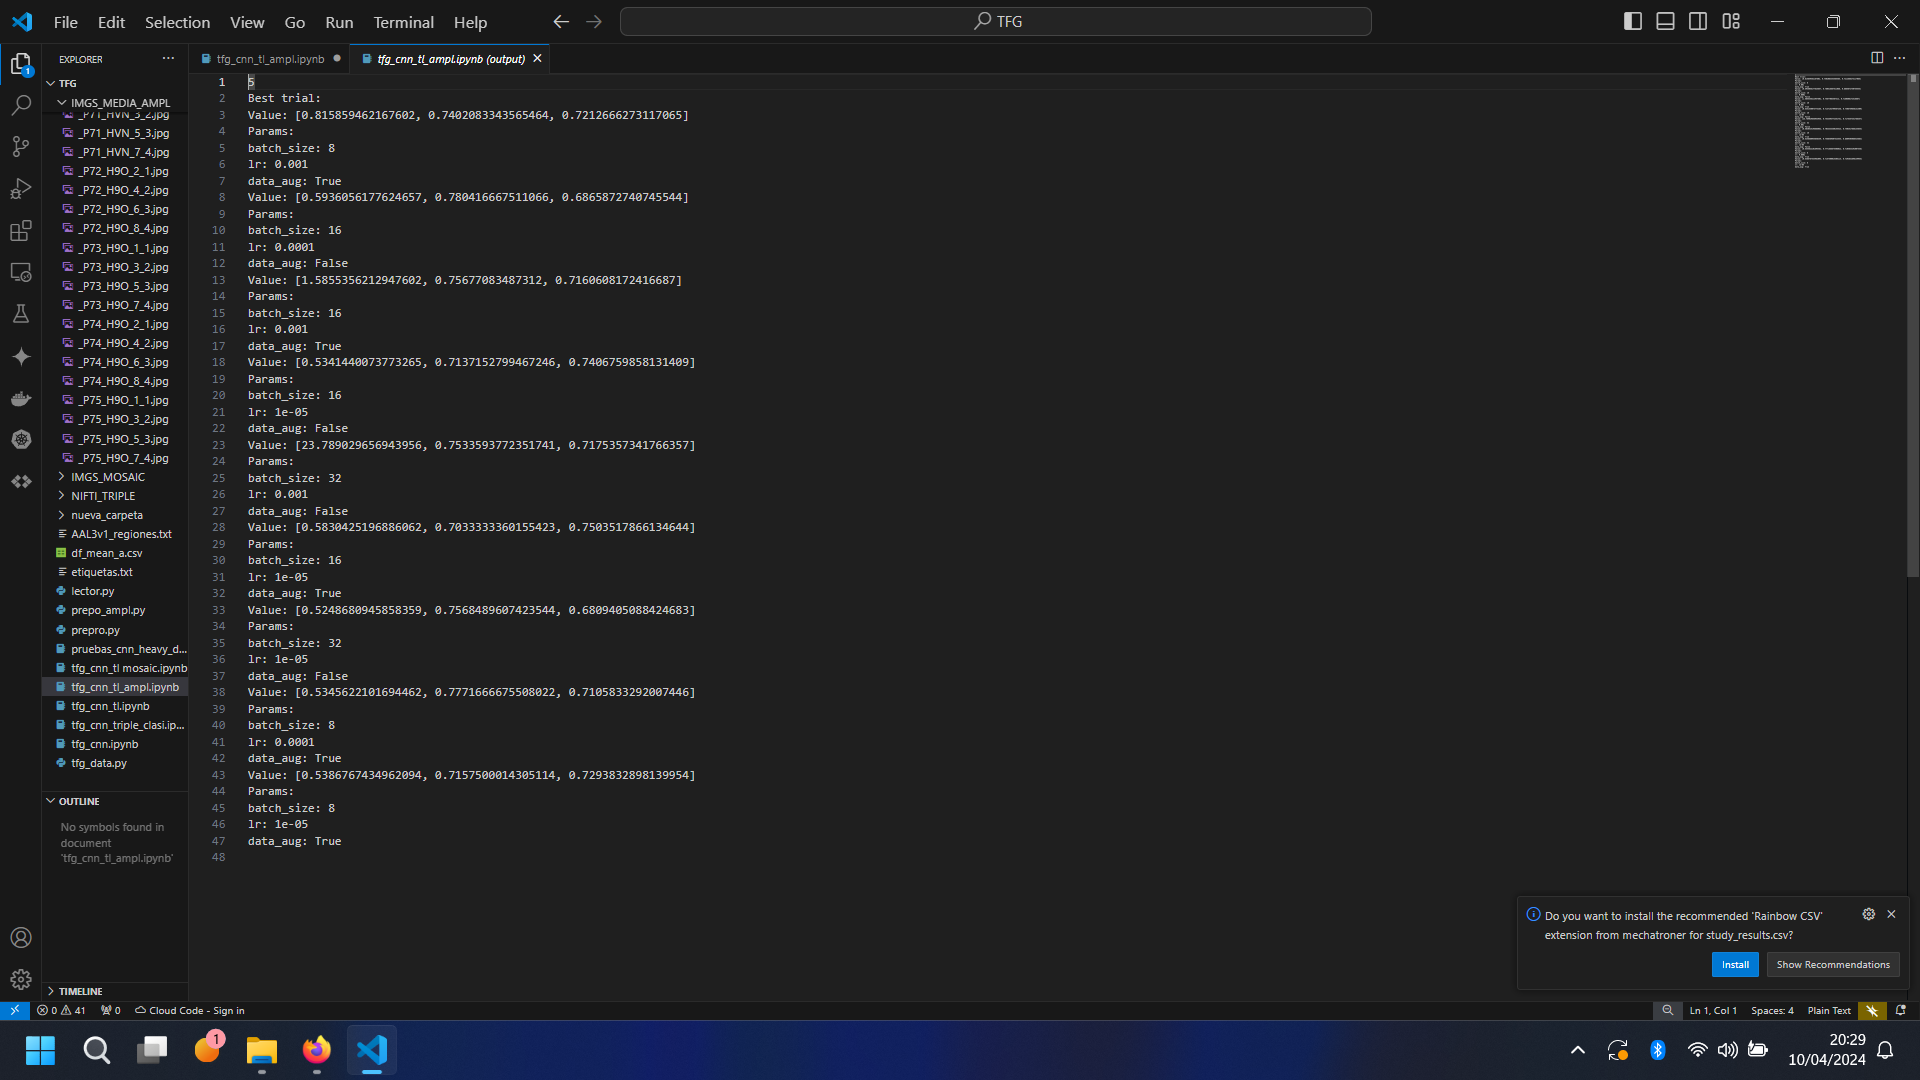 File Edit Selection View Go Run Terminal Help
TFG
EXPLORER
TFG
IMGS_MEDIA_AMPL
_P71_HVN_3_2.jpg
_P71_HVN_5_3.jpg
_P71_HVN_7_4.jpg
_P72_H9O_2_1.jpg
_P72_H9O_4_2.jpg
_P72_H9O_6_3.jpg
_P72_H9O_8_4.jpg
_P73_H9O_1_1.jpg
_P73_H9O_3_2.jpg
_P73_H9O_5_3.jpg
_P73_H9O_7_4.jpg
_P74_H9O_2_1.jpg
_P74_H9O_4_2.jpg
_P74_H9O_6_3.jpg
_P74_H9O_8_4.jpg
_P75_H9O_1_1.jpg
_P75_H9O_3_2.jpg
_P75_H9O_5_3.jpg
_P75_H9O_7_4.jpg
IMGS_MOSAIC
NIFTI_TRIPLE
nueva_carpeta
AAL3v1_regiones.txt
df_mean_a.csv
etiquetas.txt
lector.py
prepo_ampl.py
prepro.py
pruebas_cnn_heavy_d...
tfg_cnn_tl mosaic.ipynb
tfg_cnn_tl_ampl.ipynb
tfg_cnn_tl.ipynb
tfg_cnn_triple_clasi.ip...
tfg_cnn.ipynb
tfg_data.py
OUTLINE
No symbols found in
document
'tfg_cnn_tl_ampl.ipynb'
TIMELINE
tfg_cnn_tl_ampl.ipynb
tfg_cnn_tl_ampl.ipynb (output)
1 5
2 Best trial:
3 Value: [0.815859462167602, 0.7402083343565464, 0.7212666273117065]
4 Params:
5 batch_size: 8
6 lr: 0.001
7 data_aug: True
8 Value: [0.5936056177624657, 0.780416667511066, 0.6865872740745544]
9 Params:
10 batch_size: 16
11 lr: 0.0001
12 data_aug: False
13 Value: [1.5855356212947602, 0.75677083487312, 0.7160608172416687]
14 Params:
15 batch_size: 16
16 lr: 0.001
17 data_aug: True
18 Value: [0.5341440073773265, 0.7137152799467246, 0.7406759858131409]
19 Params:
20 batch_size: 16
21 lr: 1e-05
22 data_aug: False
23 Value: [23.789029656943956, 0.7533593772351741, 0.7175357341766357]
24 Params:
25 batch_size: 32
26 lr: 0.001
27 data_aug: False
28 Value: [0.5830425196886062, 0.7033333360155423, 0.7503517866134644]
29 Params:
30 batch_size: 16
31 lr: 1e-05
32 data_aug: True
33 Value: [0.5248680945858359, 0.7568489607423544, 0.6809405088424683]
34 Params:
35 batch_size: 32
36 lr: 1e-05
37 data_aug: False
38 Value: [0.5345622101694462, 0.7771666675508022, 0.7105833292007446]
39 Params:
40 batch_size: 8
41 lr: 0.0001
42 data_aug: True
43 Value: [0.5386767434962094, 0.7157500014305114, 0.7293832898139954]
44 Params:
45 batch_size: 8
46 lr: 1e-05
47 data_aug: True
48
Do you want to install the recommended 'Rainbow CSV'
extension from mechatroner for study_results.csv?
Install Show Recommendations
0 41 0 Cloud Code - Sign in
Ln 1, Col 1 Spaces: 4 Plain Text
1
1
20:29
10/04/2024